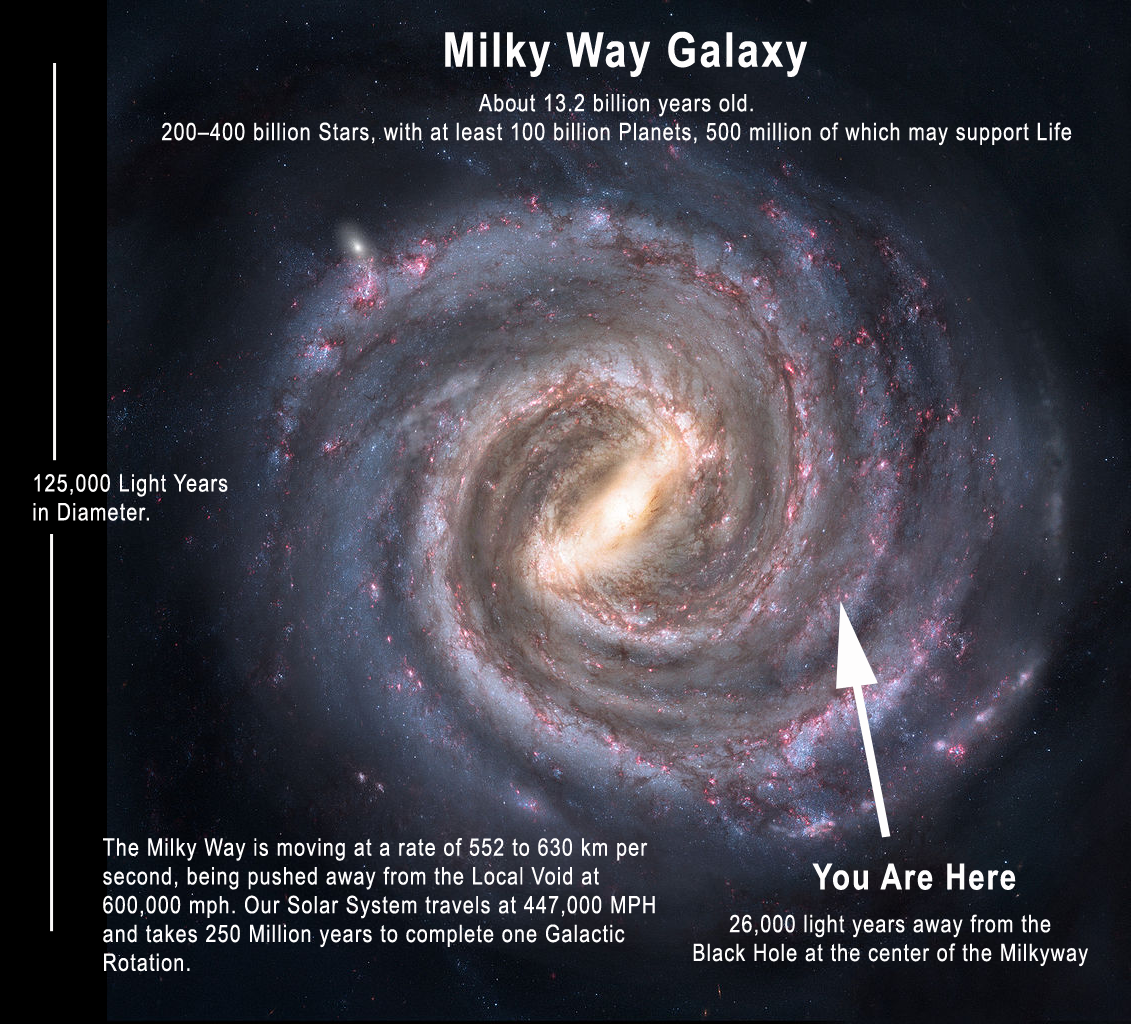 Milky Way Galaxy
About 13.2 billion years old.
200–400 billion Stars, with at least 100 billion Planets, 500 million of which may support Life
125,000 Light Years
in Diameter.
The Milky Way is moving at a rate of 552 to 630 km per
second, being pushed away from the Local Void at
600,000 mph. Our Solar System travels at 447,000 MPH
and takes 250 Million years to complete one Galactic
Rotation.
You Are Here
26,000 light years away from the
Black Hole at the center of the Milkyway